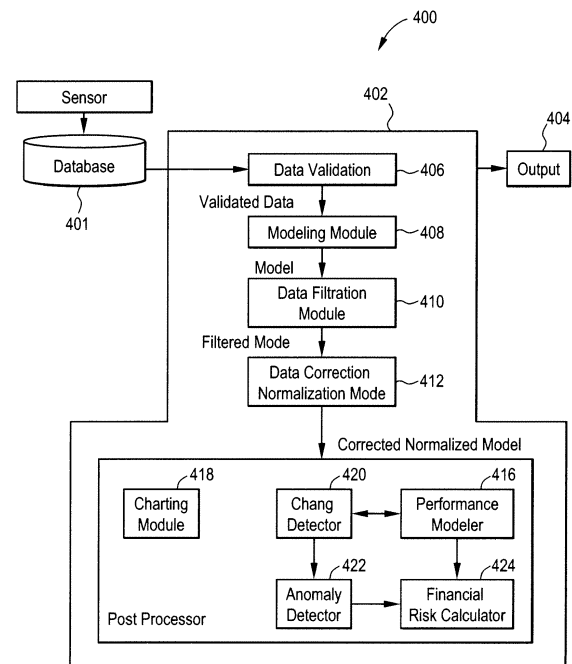 400
Sensor
402
404
Database
Data Validation
406
Output
401
Validated Data
Modeling Module
408
Model
Data Filtration
Module
410
Filtered Mode
Data Correction
Normalization Mode
412
Corrected Normalized Model
418
420
416
Charting
Module
Chang
Detector
Performance
Modeler
422
424
Anomaly
Detector
Financial
Risk Calculator
Post Processor